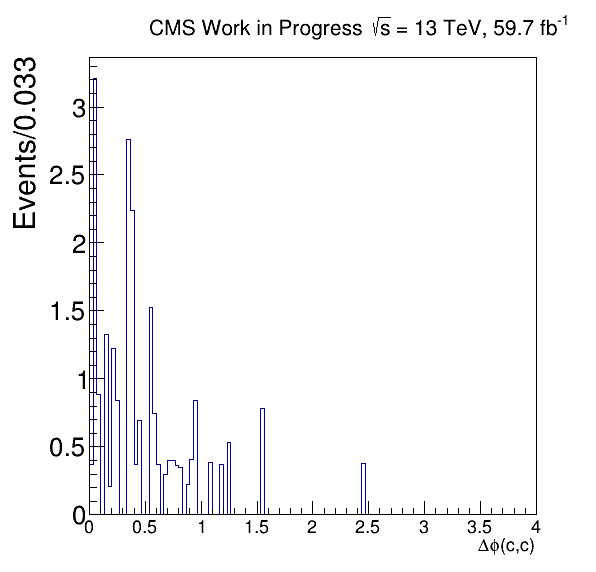 CMS Work in Progress √s = 13 TeV, 59.7 fb⁻¹
Events/0.033
3
2.5
2
1.5
1
0.5
0
0 0.5 1 1.5 2 2.5 3 3.5 4
Δϕ(c,c)